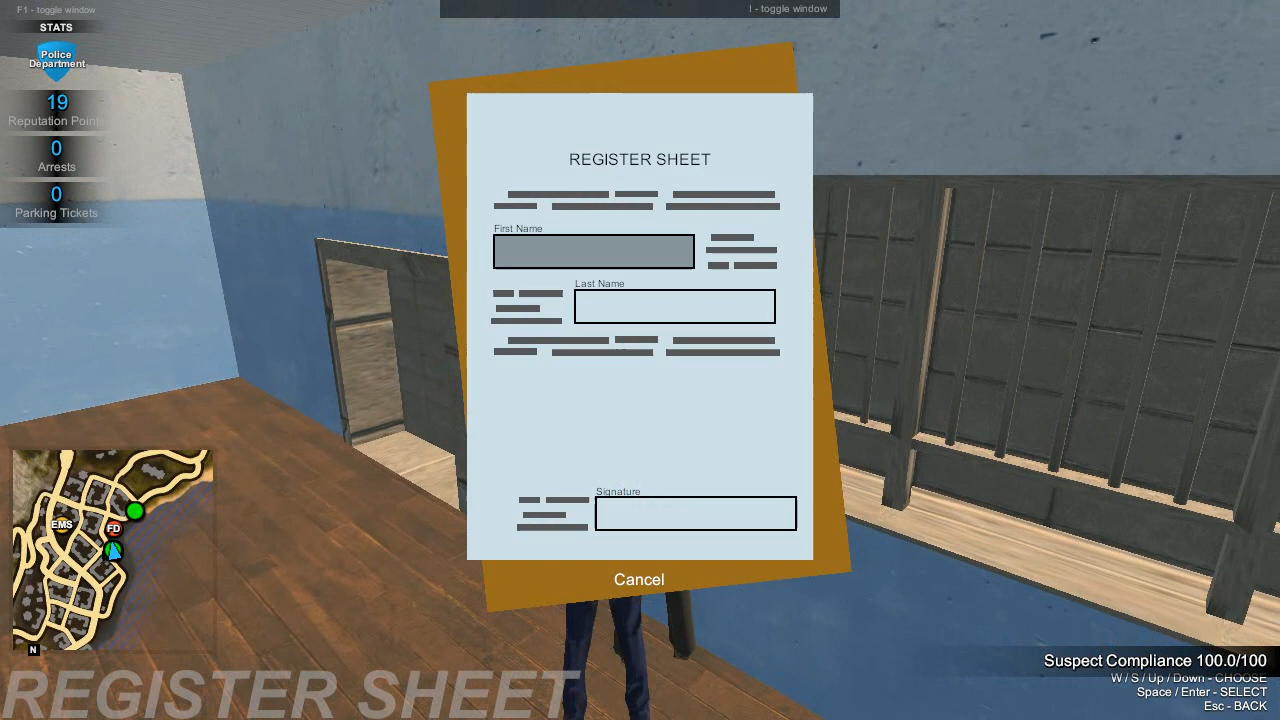 F1 - toggle window
I - toggle window
STATS
Police
Department
19
Reputation Points
0
Arrests
0
Parking Tickets
REGISTER SHEET
First Name
Last Name
Signature
Cancel
EMS
FD
N
REGISTER SHEET
Suspect Compliance 100.0/100
W / S / Up / Down - CHOOSE
Space / Enter - SELECT
Esc - BACK